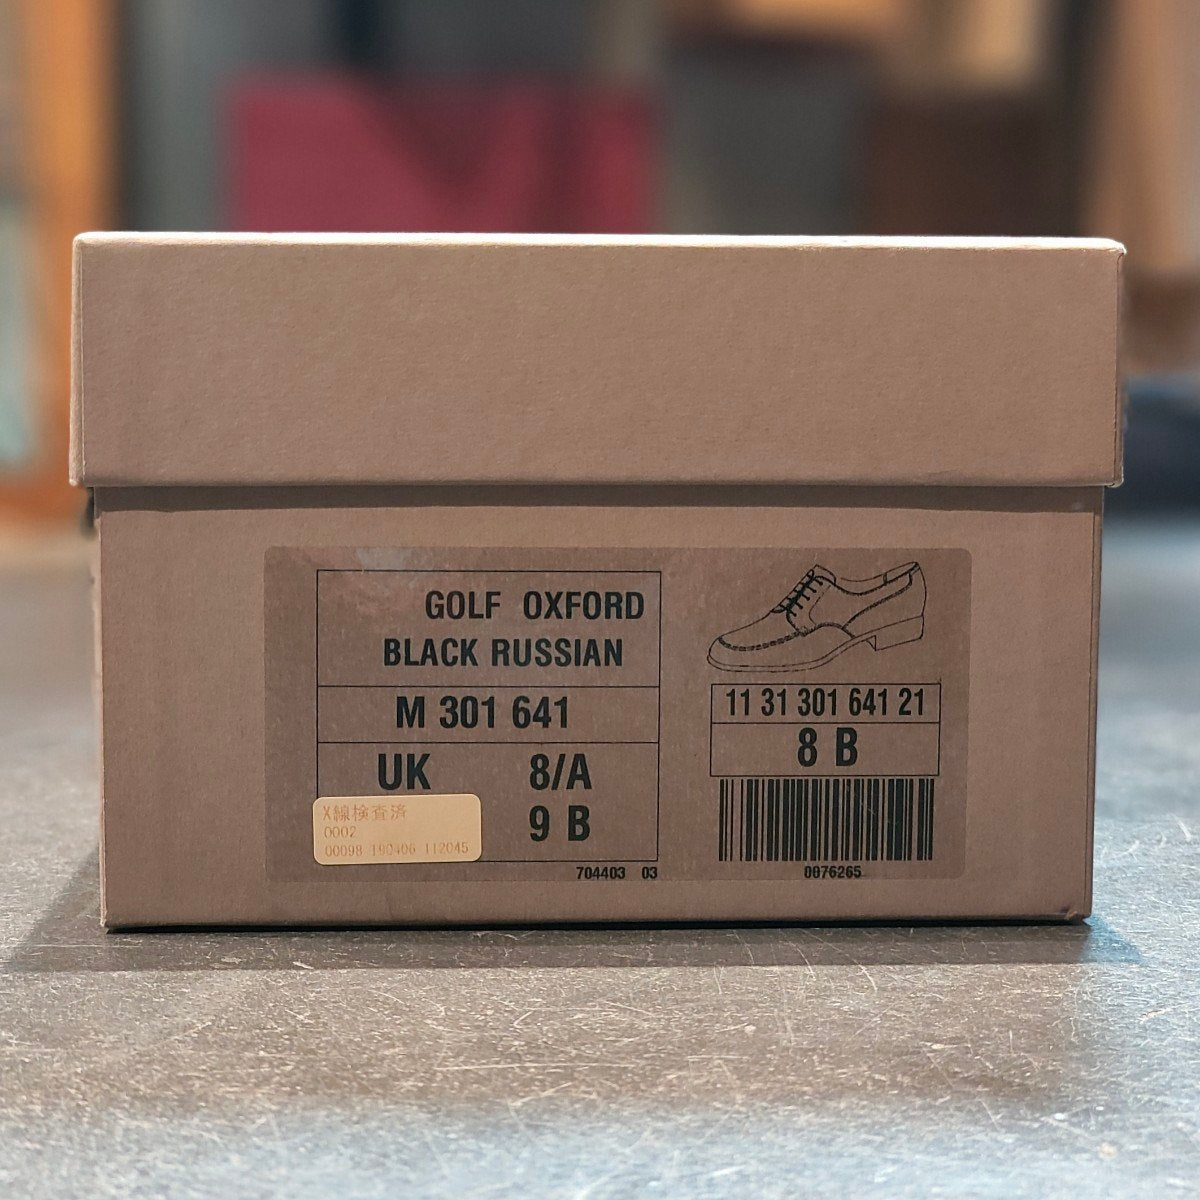 GOLF OXFORD
BLACK RUSSIAN
M 301 641
UK 8/A
9 B
X線検査済
0002
00098 190406 112045
704403 03
11 31 301 641 21
8 B
0076265